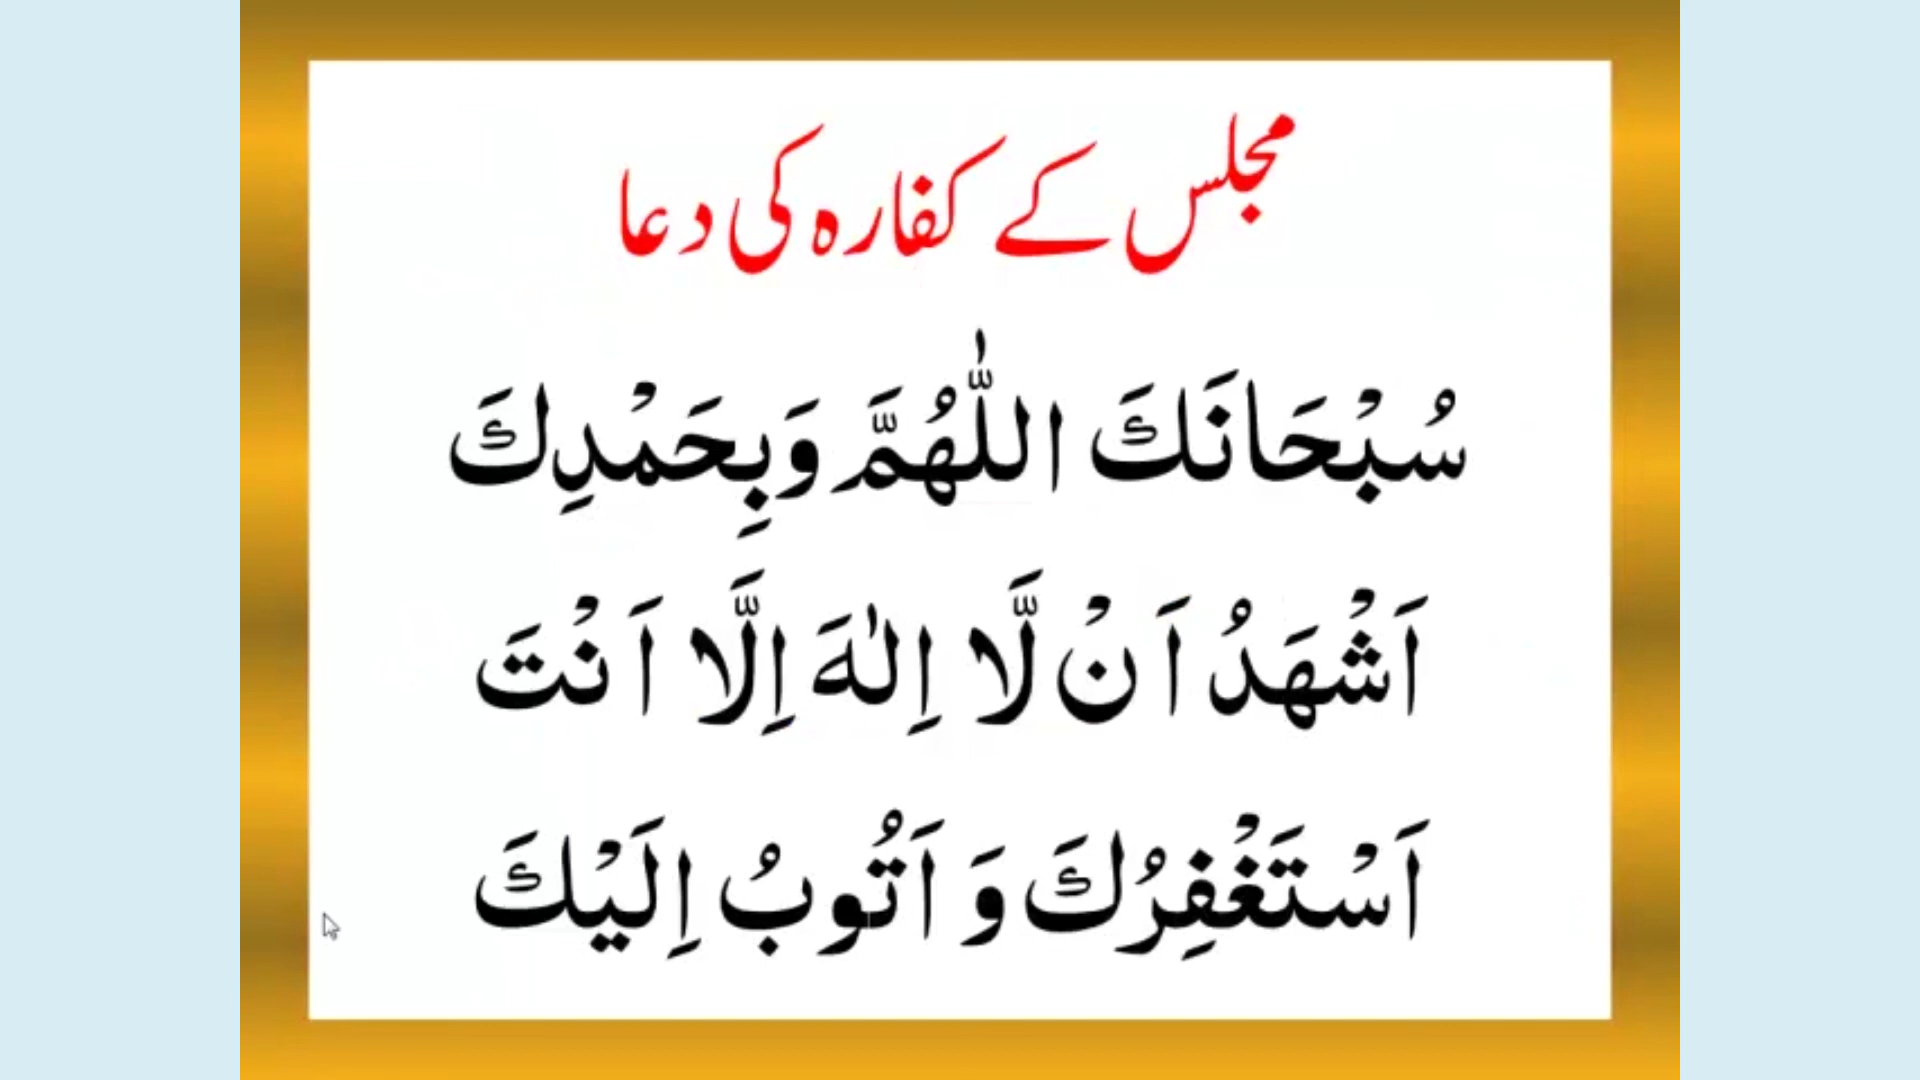 مجلس کے کفارہ کی دعا
سُبْحَانَكَ اللّٰهُمَّ وَبِحَمْدِكَ
اَشْهَدُ اَنْ لَّا اِلٰهَ اِلَّا اَنْتَ
اَسْتَغْفِرُكَ وَ اَتُوبُ اِلَيْكَ